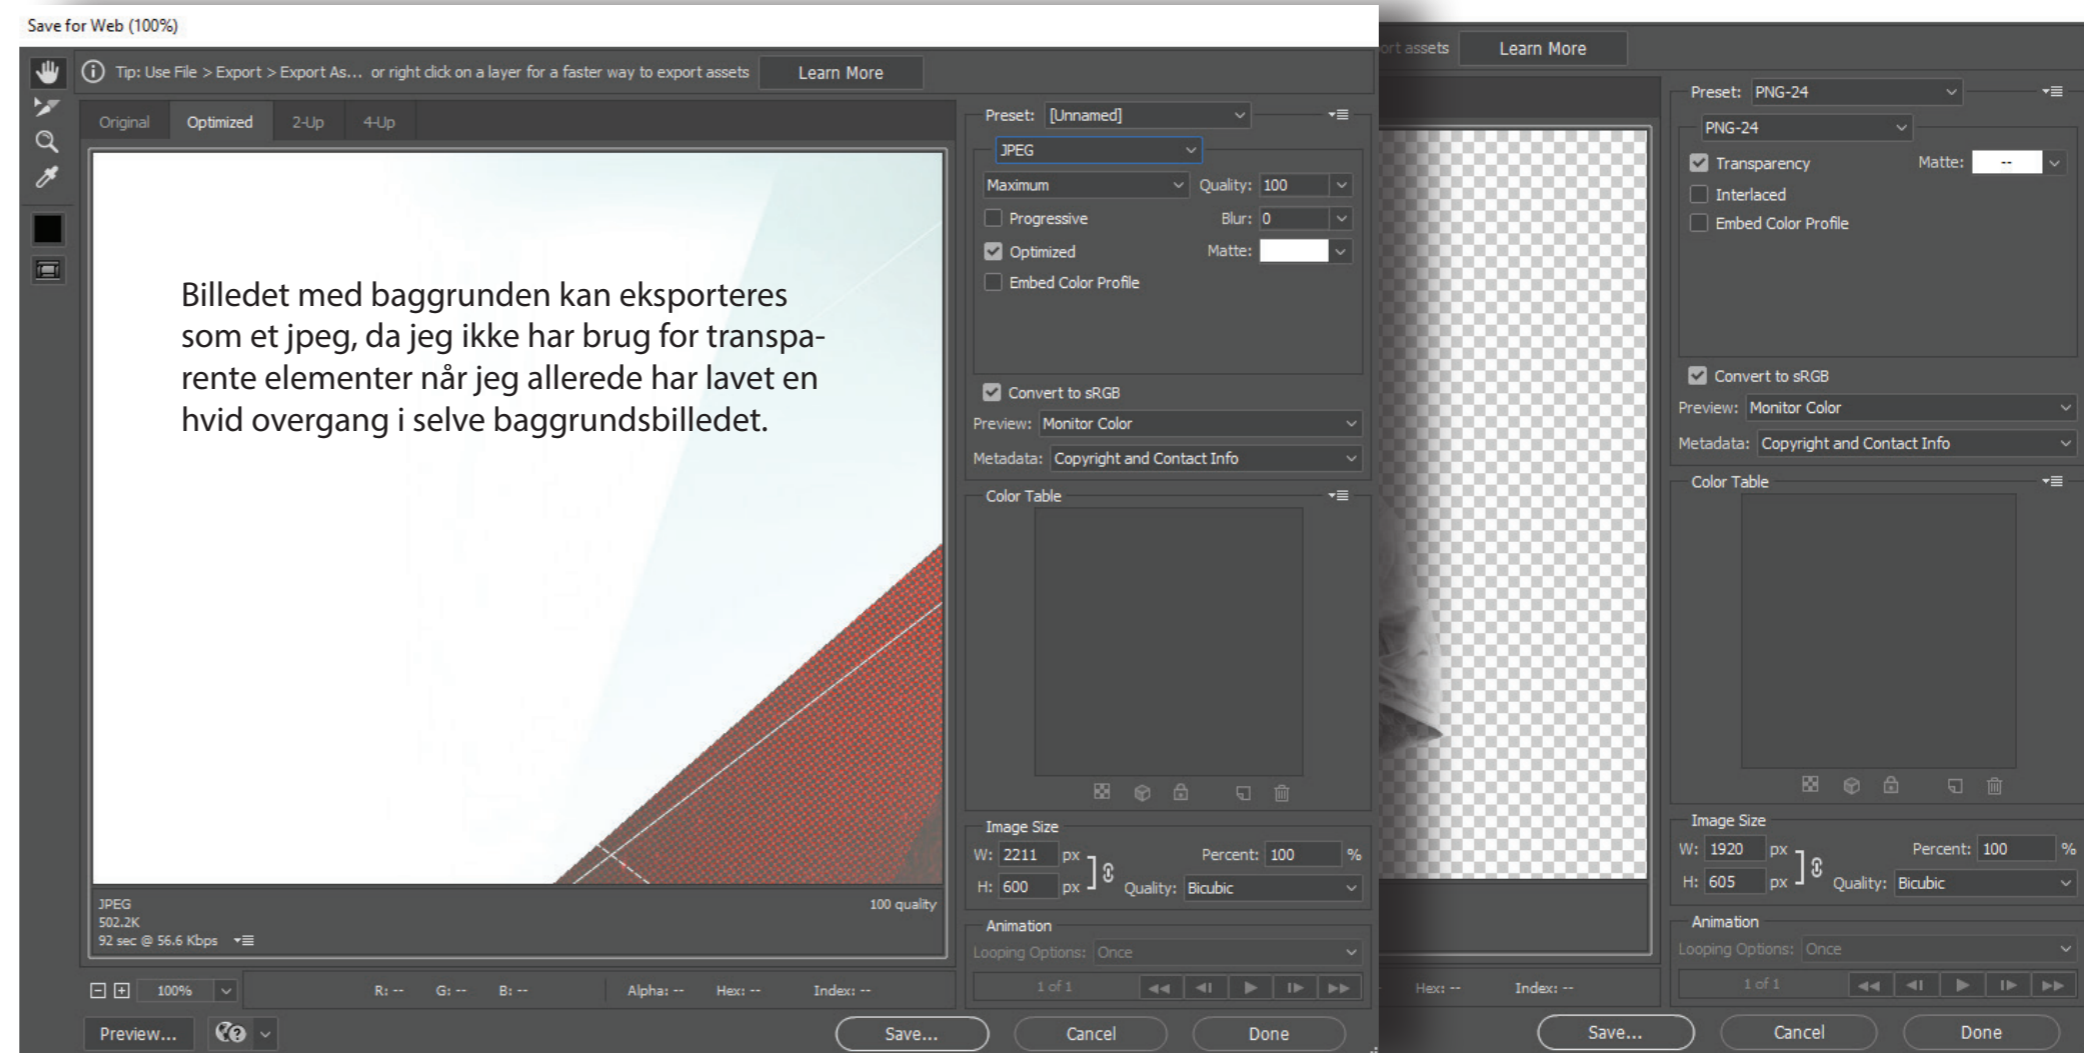 Save for Web (100%)
Tip: Use File > Export > Export As... or right click on a layer for a faster way to export assets
Learn More
Original
Optimized
2-Up
4-Up
Billedet med baggrunden kan eksporteres
som et jpeg, da jeg ikke har brug for transpa-
rente elementer når jeg allerede har lavet en
hvid overgang i selve baggrundsbilledet.
JPEG
100 quality
502.2K
92 sec @ 56.6 Kbps
100%
R: --
G: --
B: --
Alpha: --
Hex: --
Index: --
Preview...
Preset: [Unnamed]
JPEG
Maximum
Quality: 100
Progressive
Blur: 0
Optimized
Matte:
Embed Color Profile
Convert to sRGB
Preview: Monitor Color
Metadata: Copyright and Contact Info
Color Table
Image Size
W: 2211 px
Percent: 100 %
H: 600 px
Quality: Bicubic
Animation
Looping Options: Once
1 of 1
Save...
Cancel
Done
ort assets
Learn More
Preset: PNG-24
PNG-24
Transparency
Matte: --
Interlaced
Embed Color Profile
Convert to sRGB
Preview: Monitor Color
Metadata: Copyright and Contact Info
Color Table
Image Size
W: 1920 px
Percent: 100 %
H: 605 px
Quality: Bicubic
Animation
Looping Options: Once
1 of 1
Hex: --
Index: --
Save...
Cancel
Done